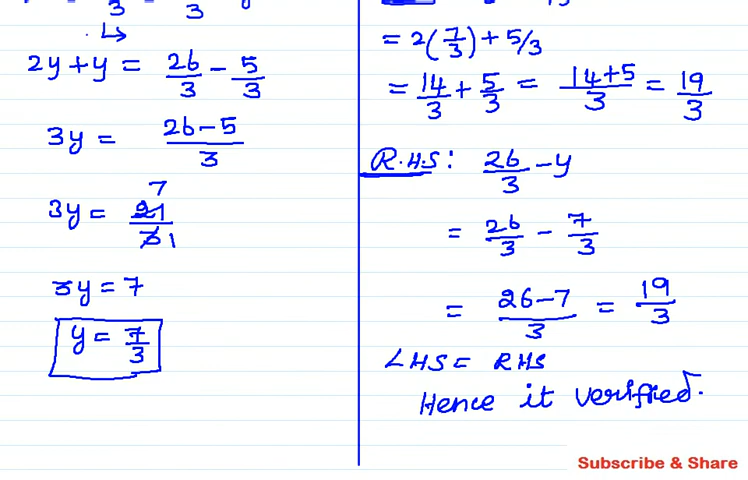 2y + y = 26/3 - 5/3
3y = 26-5/3
7
3y = 21/3 1
3y = 7
y = 7/3
= 2(7/3) + 5/3
= 14/3 + 5/3 = 14+5/3 = 19/3
R.H.S: 26/3 - y
= 26/3 - 7/3
= 26-7/3 = 19/3
LHS = RHS
Hence it verified.
Subscribe & Share